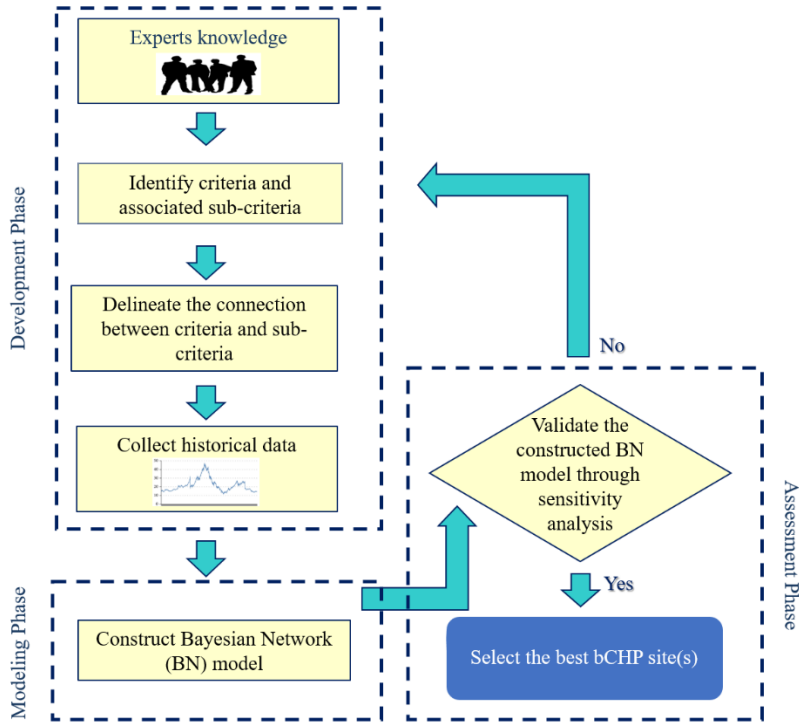 Development Phase
Experts knowledge
Identify criteria and
associated sub-criteria
Delineate the connection
between criteria and sub-
criteria
Collect historical data
Modeling Phase
Construct Bayesian Network
(BN) model
No
Validate the
constructed BN
model through
sensitivity
analysis
Yes
Select the best bCHP site(s)
Assessment Phase